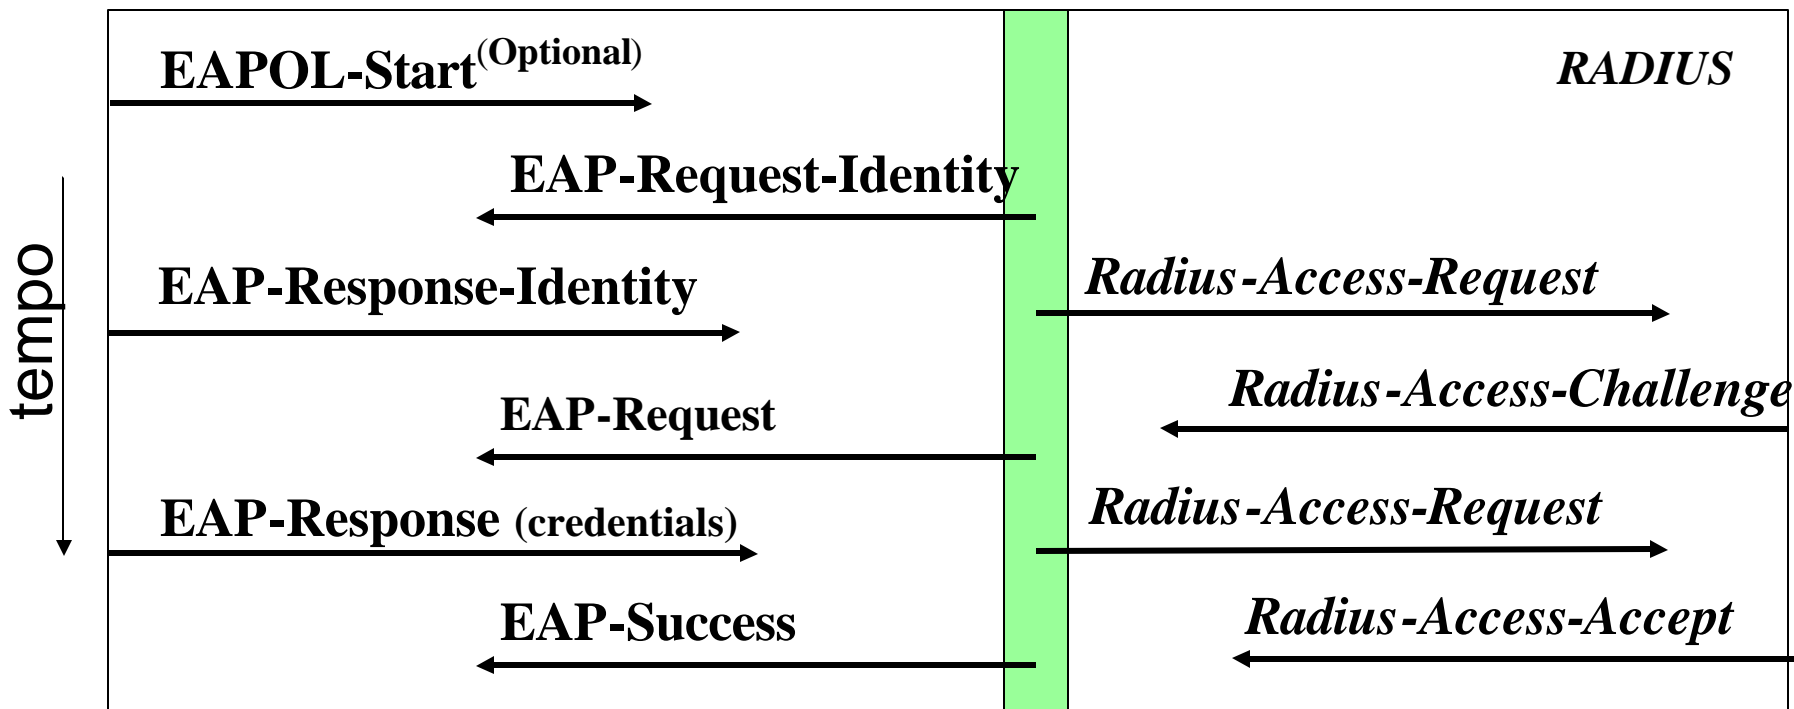 EAPOL-Start(Optional)
RADIUS
EAP-Request-Identity
EAP-Response-Identity
Radius-Access-Request
Radius-Access-Challenge
EAP-Request
EAP-Response (credentials)
Radius-Access-Request
EAP-Success
Radius-Access-Accept
tempo